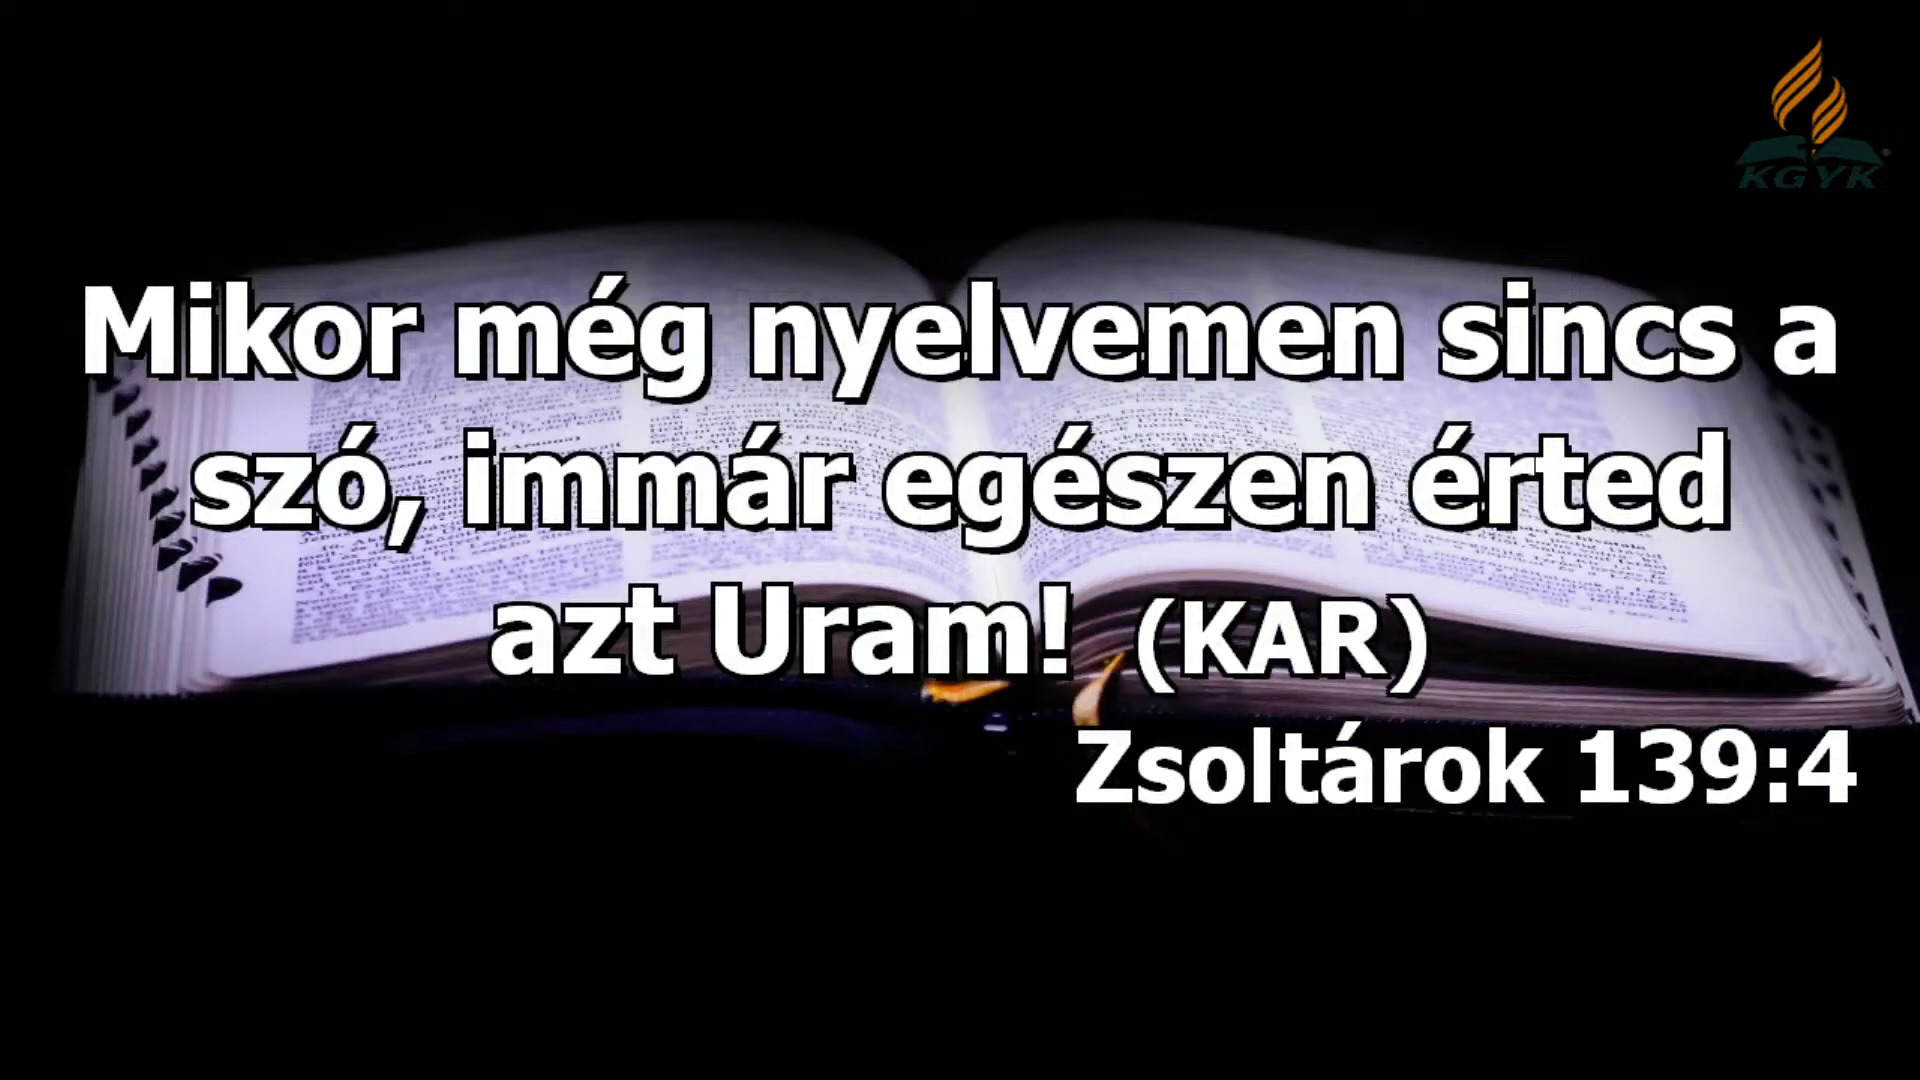 KGYK
Mikor még nyelvemen sincs a
szó, immár egészen érted
azt Uram! (KAR)
Zsoltárok 139:4